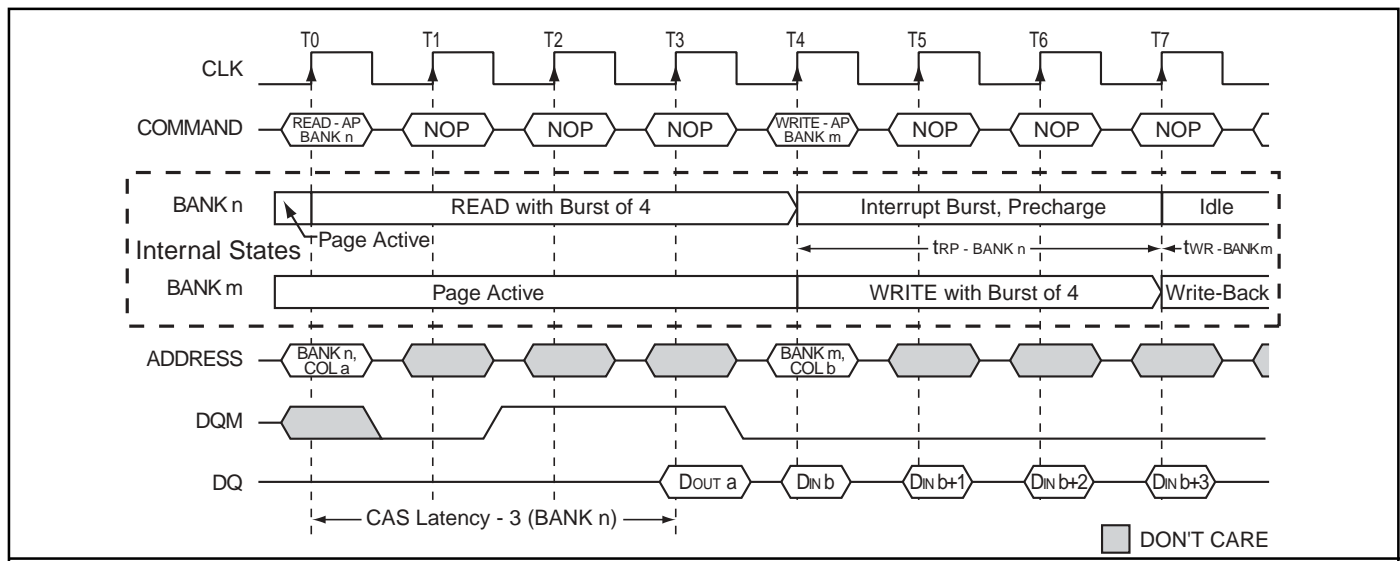 T0 T1 T2 T3 T4 T5 T6 T7
CLK
COMMAND READ - AP BANK n NOP NOP NOP WRITE - AP BANK m NOP NOP NOP
BANK n READ with Burst of 4 Interrupt Burst, Precharge Idle
Page Active
Internal States
tRP - BANK n tWR - BANK m
BANK m Page Active WRITE with Burst of 4 Write-Back
ADDRESS BANK n, COL a BANK m, COL b
DQM
DQ DOUT a DIN b DIN b+1 DIN b+2 DIN b+3
CAS Latency - 3 (BANK n)
DON'T CARE